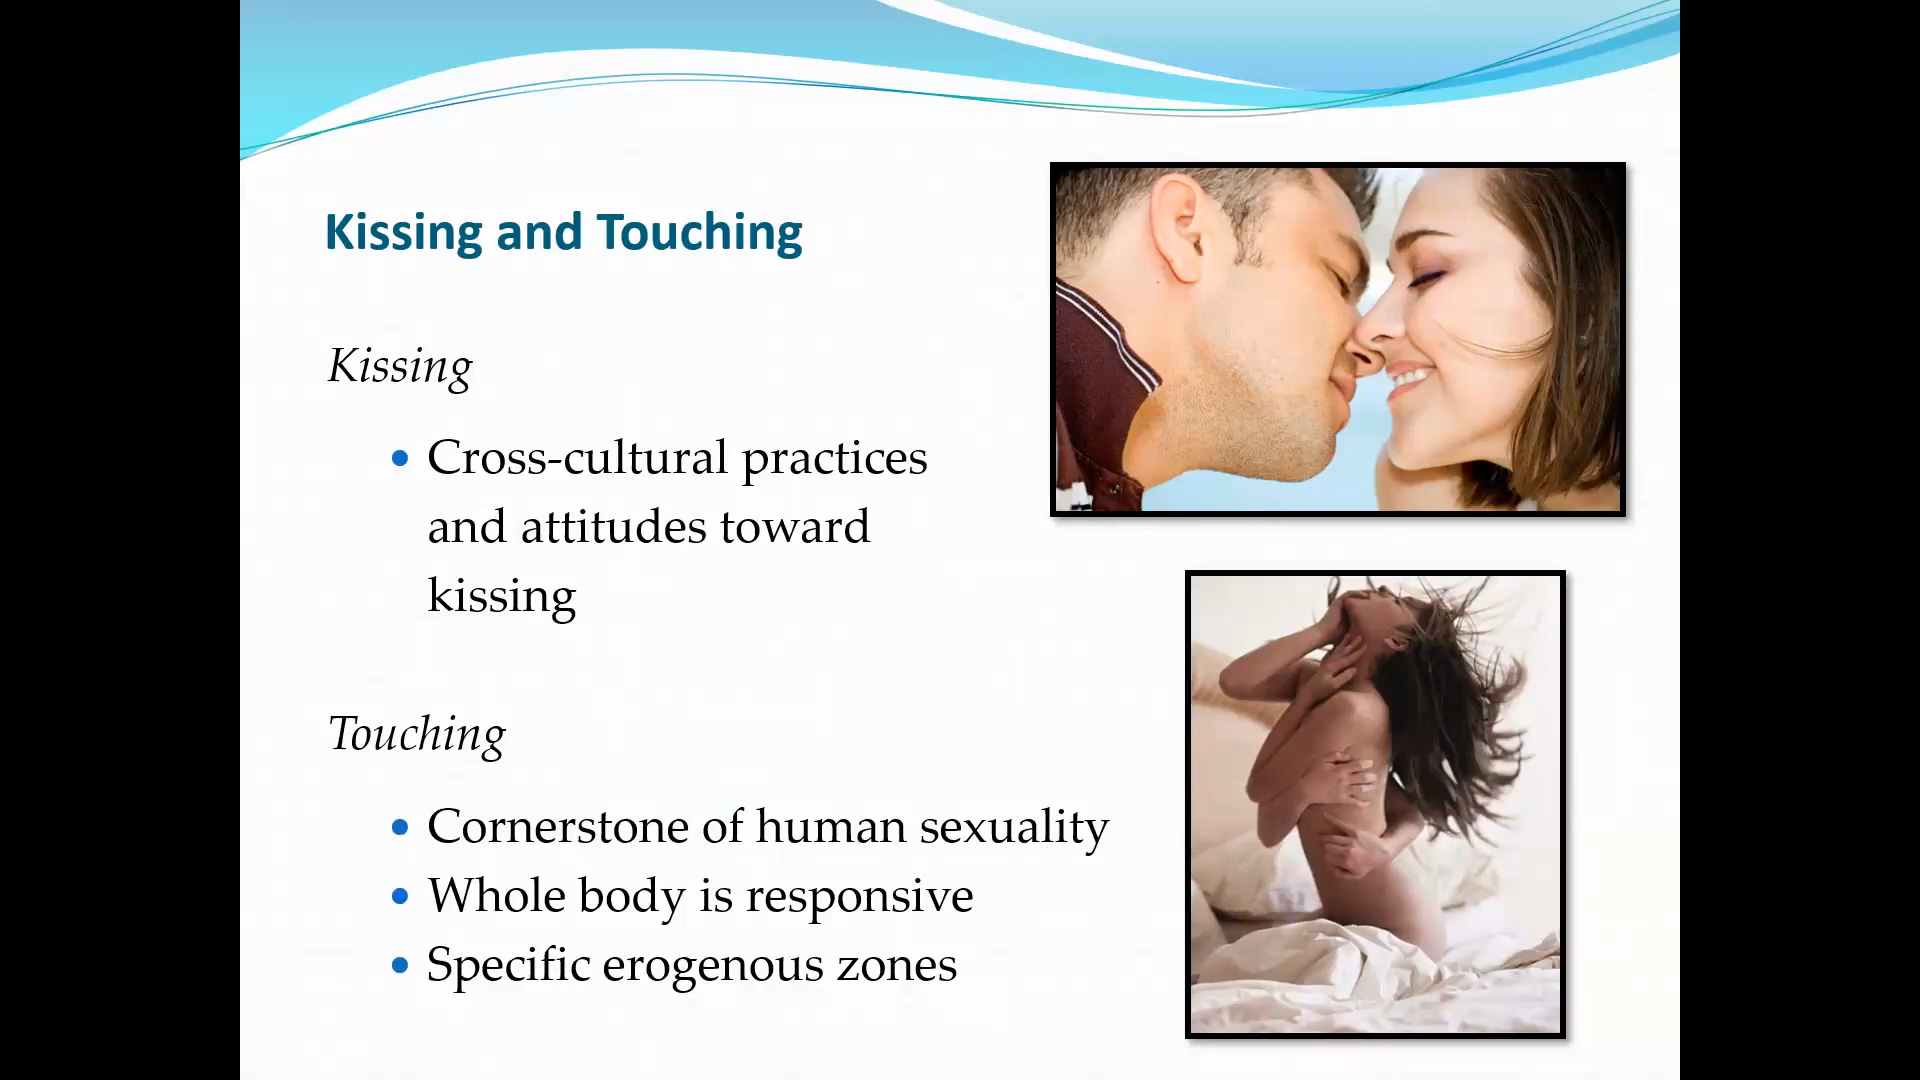 Kissing and Touching
Kissing
• Cross-cultural practices
and attitudes toward
kissing
Touching
• Cornerstone of human sexuality
• Whole body is responsive
• Specific erogenous zones